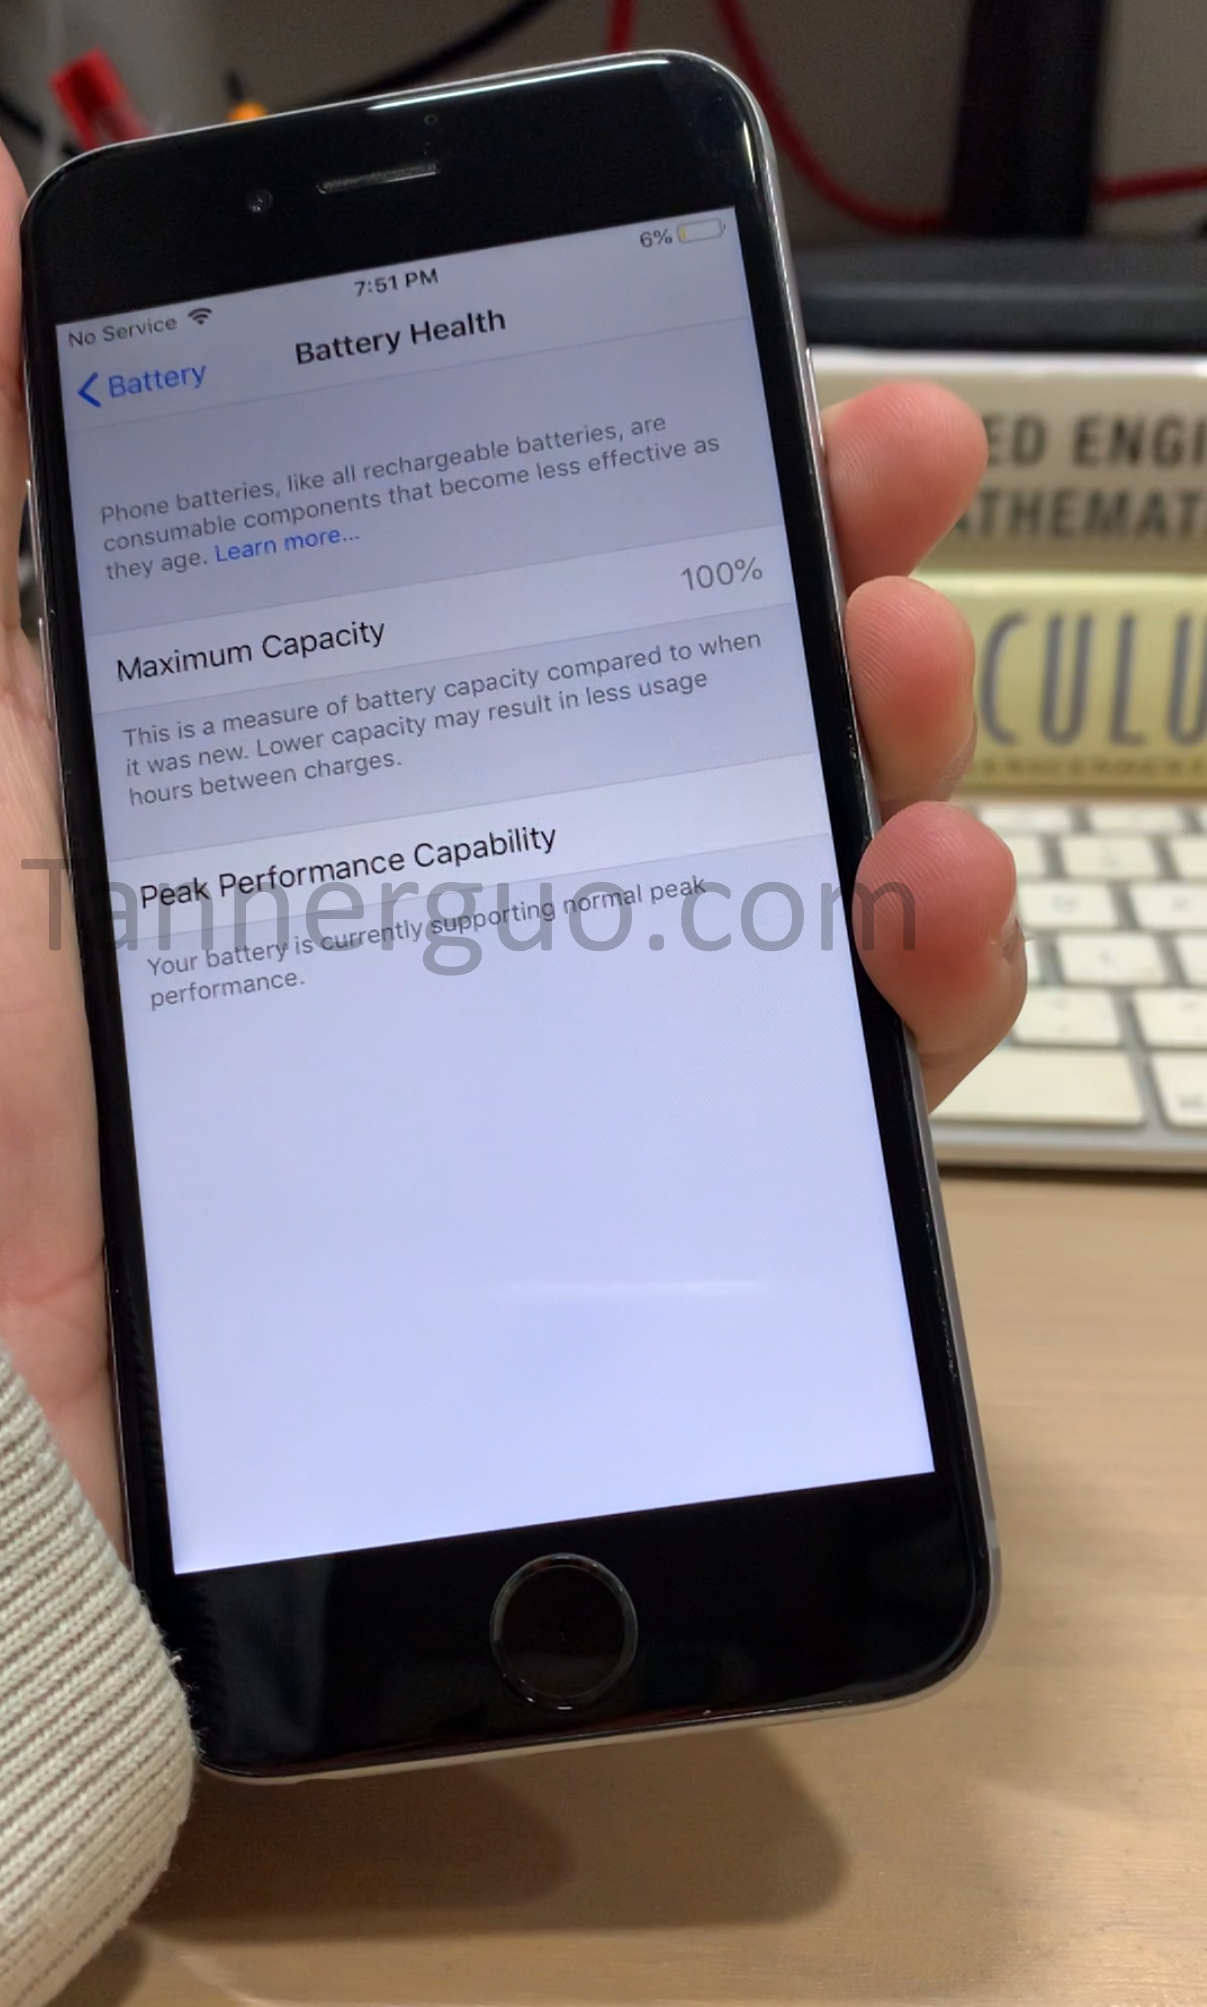 6%
7:51 PM
No Service
Battery Health
Battery
Phone batteries, like all rechargeable batteries, are
consumable components that become less effective as
they age. Learn more...
Maximum Capacity 100%
This is a measure of battery capacity compared to when
it was new. Lower capacity may result in less usage
hours between charges.
Peak Performance Capability
Your battery is currently supporting normal peak
performance.
Tannerguo.com
ED ENGI
ATHEMAT
CULU